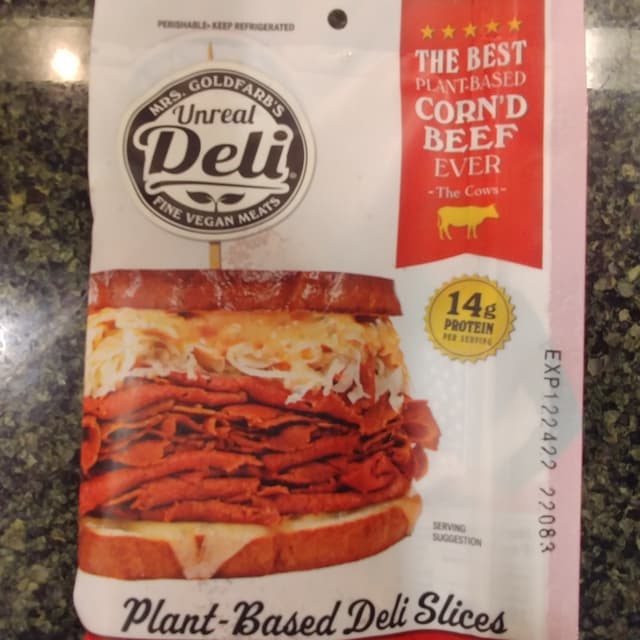 PERISHABLE• KEEP REFRIGERATED
MRS. GOLDFARB'S
Unreal
Deli®
FINE VEGAN MEATS
★★★★★
THE BEST
PLANT-BASED
CORN'D
BEEF
EVER
- The Cows -
14g
PROTEIN
PER SERVING
EXP122422 22083
SERVING
SUGGESTION
Plant-Based Deli Slices